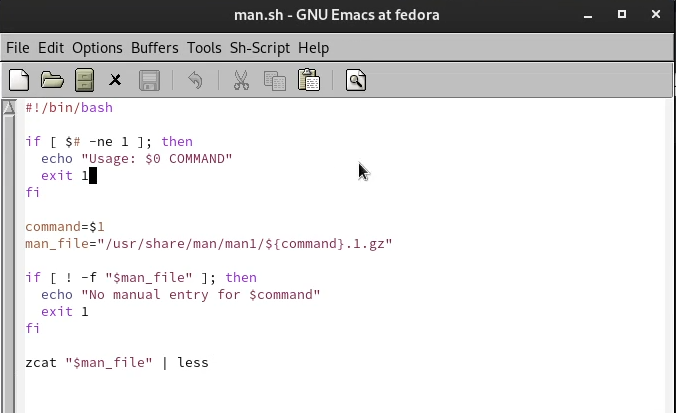 man.sh - GNU Emacs at fedora
File Edit Options Buffers Tools Sh-Script Help
#!/bin/bash
if [ $# -ne 1 ]; then
  echo "Usage: $0 COMMAND"
  exit 1
fi
command=$1
man_file="/usr/share/man/man1/${command}.1.gz"
if [ ! -f "$man_file" ]; then
  echo "No manual entry for $command"
  exit 1
fi
zcat "$man_file" | less